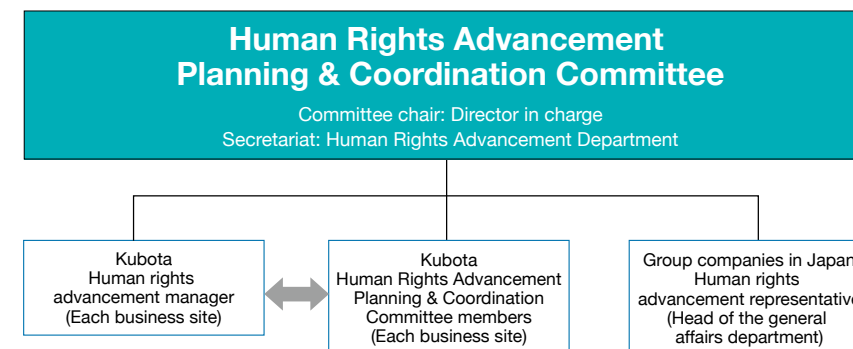 Human Rights Advancement
Planning & Coordination Committee
Committee chair: Director in charge
Secretariat: Human Rights Advancement Department
Kubota
Human rights
advancement manager
(Each business site)
Kubota
Human Rights Advancement
Planning & Coordination
Committee members
(Each business site)
Group companies in Japan
Human rights
advancement representative
(Head of the general
affairs department)